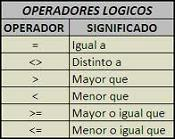 OPERADORES LOGICOS
OPERADOR SIGNIFICADO
= Igual a
<> Distinto a
> Mayor que
< Menor que
>= Mayor o igual que
<= Menor o igual que